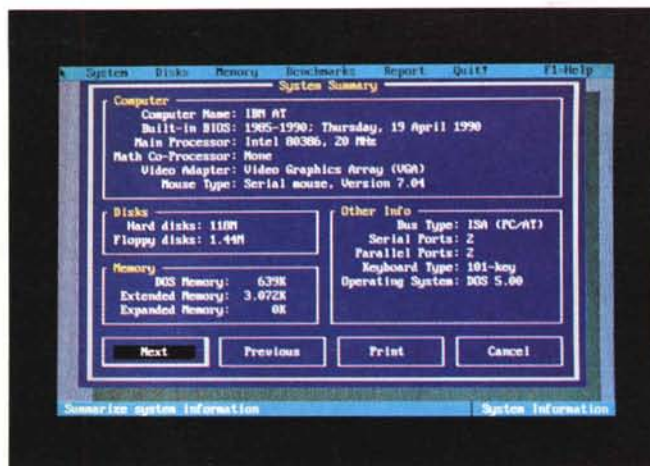 System Disks Memory Benchmarks Report Quit! F1-Help
System Summary
Computer
Computer Name: IBM AT
Built-in BIOS: 1985-1990; Thursday, 19 April 1990
Main Processor: Intel 80386, 20 MHz
Math Co-Processor: None
Video Adapter: Video Graphics Array (VGA)
Mouse Type: Serial mouse, Version 7.04
Disks
Hard disks: 118M
Floppy disks: 1.44M
Memory
DOS Memory: 639K
Extended Memory: 3,072K
Expanded Memory: 0K
Other Info
Bus Type: ISA (PC/AT)
Serial Ports: 2
Parallel Ports: 2
Keyboard Type: 101-key
Operating System: DOS 5.00
Next Previous Print Cancel
Summarize system information System Information